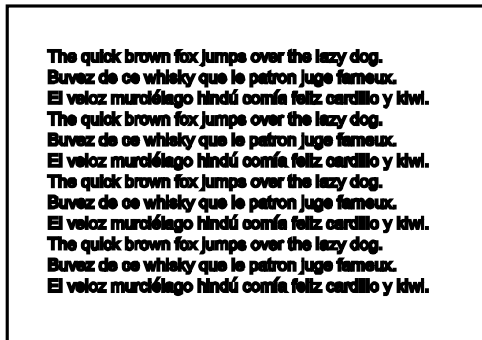 The quick brown fox jumps over the lazy dog.
Buvez de ce whisky que le patron juge fameux.
El veloz murciélago hindú comía feliz cardillo y kiwi.
The quick brown fox jumps over the lazy dog.
Buvez de ce whisky que le patron juge fameux.
El veloz murciélago hindú comía feliz cardillo y kiwi.
The quick brown fox jumps over the lazy dog.
Buvez de ce whisky que le patron juge fameux.
El veloz murciélago hindú comía feliz cardillo y kiwi.
The quick brown fox jumps over the lazy dog.
Buvez de ce whisky que le patron juge fameux.
El veloz murciélago hindú comía feliz cardillo y kiwi.